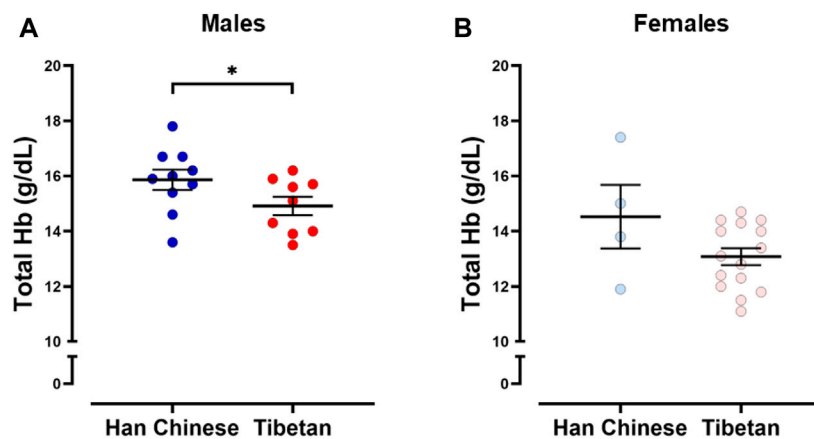 A
Males
Total Hb (g/dL)
20
18
16
14
12
10
0
*
Han Chinese
Tibetan
B
Females
Total Hb (g/dL)
20
18
16
14
12
10
0
Han Chinese
Tibetan